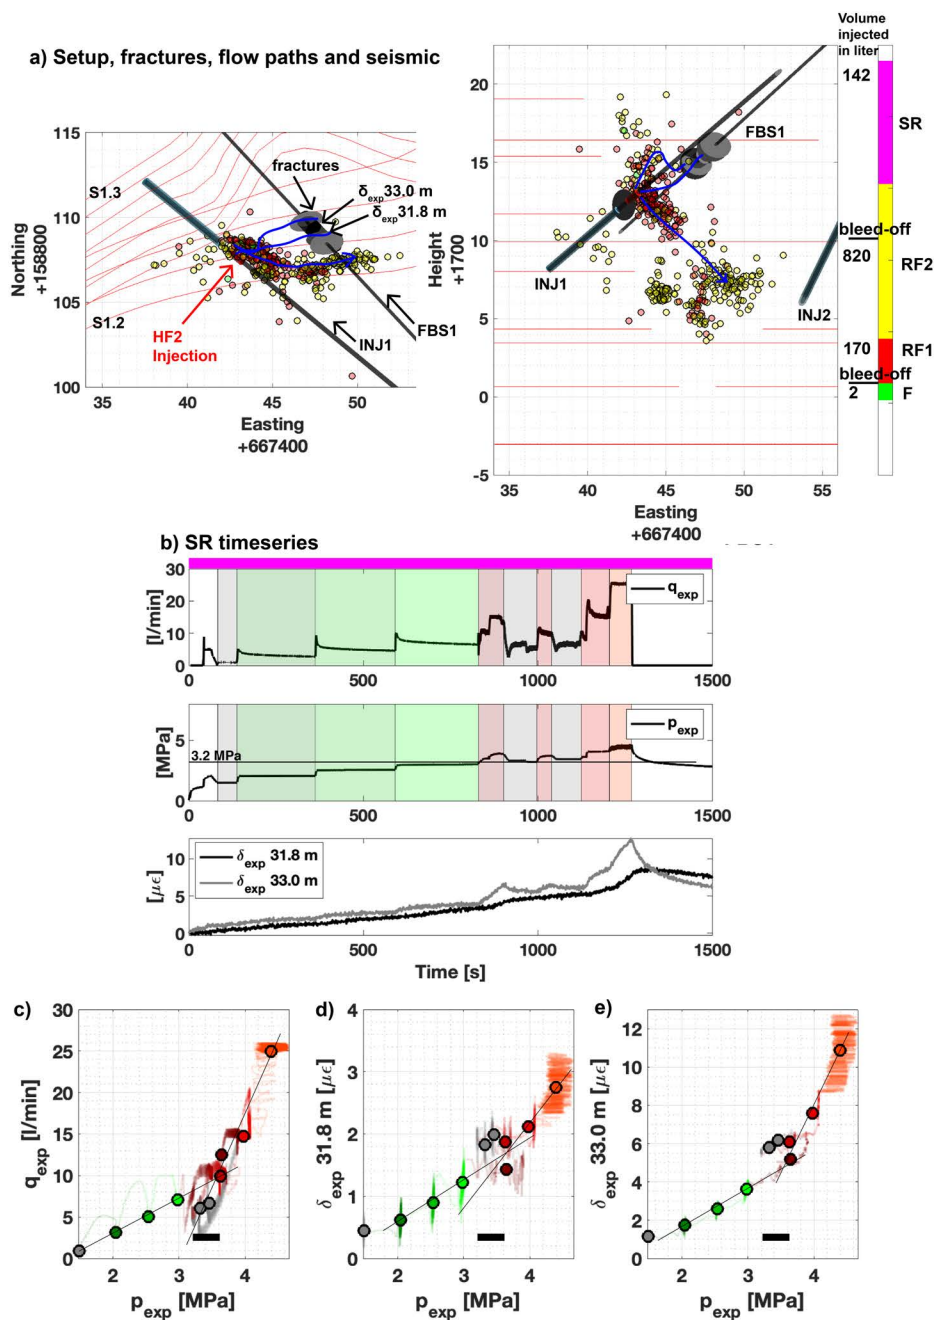 a) Setup, fractures, flow paths and seismic
115
110
105
100
Northing
+158800
35
40
45
50
Easting
+667400
S1.3
S1.2
fractures
δexp 33.0 m
δexp 31.8 m
HF2
Injection
INJ1
FBS1
20
15
10
5
0
-5
Height
+1700
35
40
45
50
55
Easting
+667400
FBS1
INJ1
INJ2
Volume
injected
in liter
142
SR
bleed-off
820
RF2
170
RF1
bleed-off
2
F
b) SR timeseries
30
20
10
0
[l/min]
qexp
0
500
1000
1500
5
0
[MPa]
3.2 MPa
pexp
0
500
1000
1500
10
5
0
[με]
δexp 31.8 m
δexp 33.0 m
0
500
1000
1500
Time [s]
c)
30
25
20
15
10
5
0
qexp [l/min]
2
3
4
pexp [MPa]
d)
4
3
2
1
0
δexp 31.8 m [με]
2
3
4
pexp [MPa]
e)
12
10
8
6
4
2
0
δexp 33.0 m [με]
2
3
4
pexp [MPa]